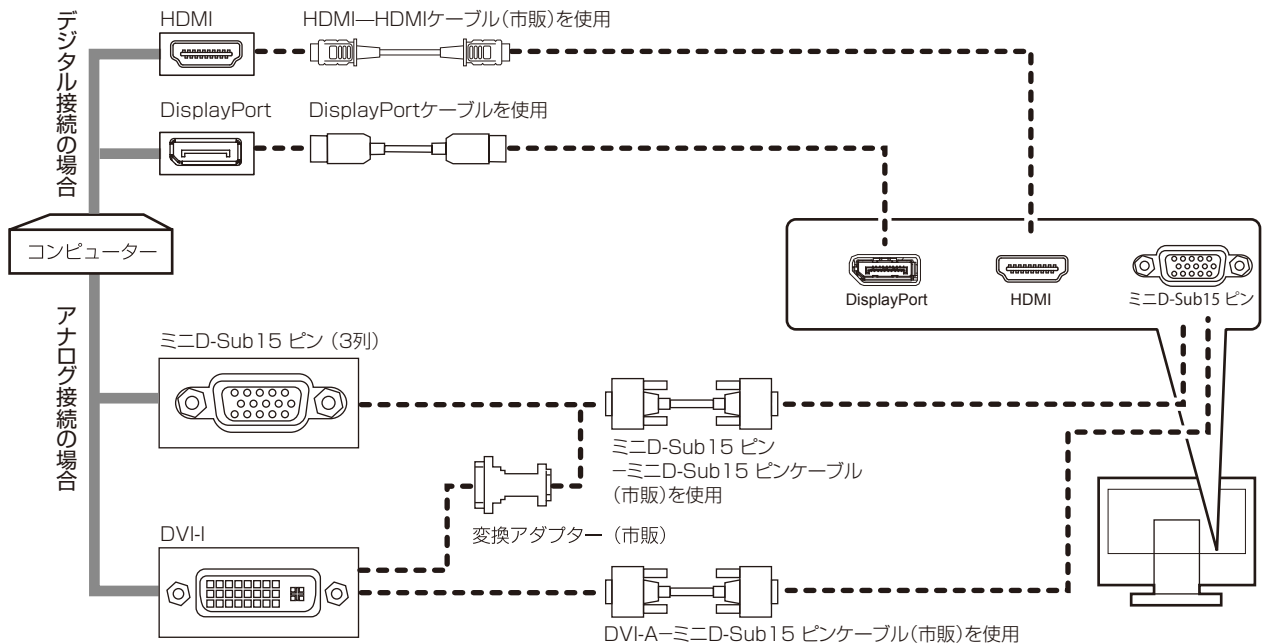 デジタル接続の場合
HDMI
HDMI―HDMIケーブル(市販)を使用
DisplayPort
DisplayPortケーブルを使用
コンピューター
DisplayPort
HDMI
ミニD-Sub15 ピン
アナログ接続の場合
ミニD-Sub15 ピン (3列)
ミニD-Sub15 ピン
−ミニD-Sub15 ピンケーブル
(市販)を使用
変換アダプター (市販)
DVI-I
DVI-A−ミニD-Sub15 ピンケーブル(市販)を使用